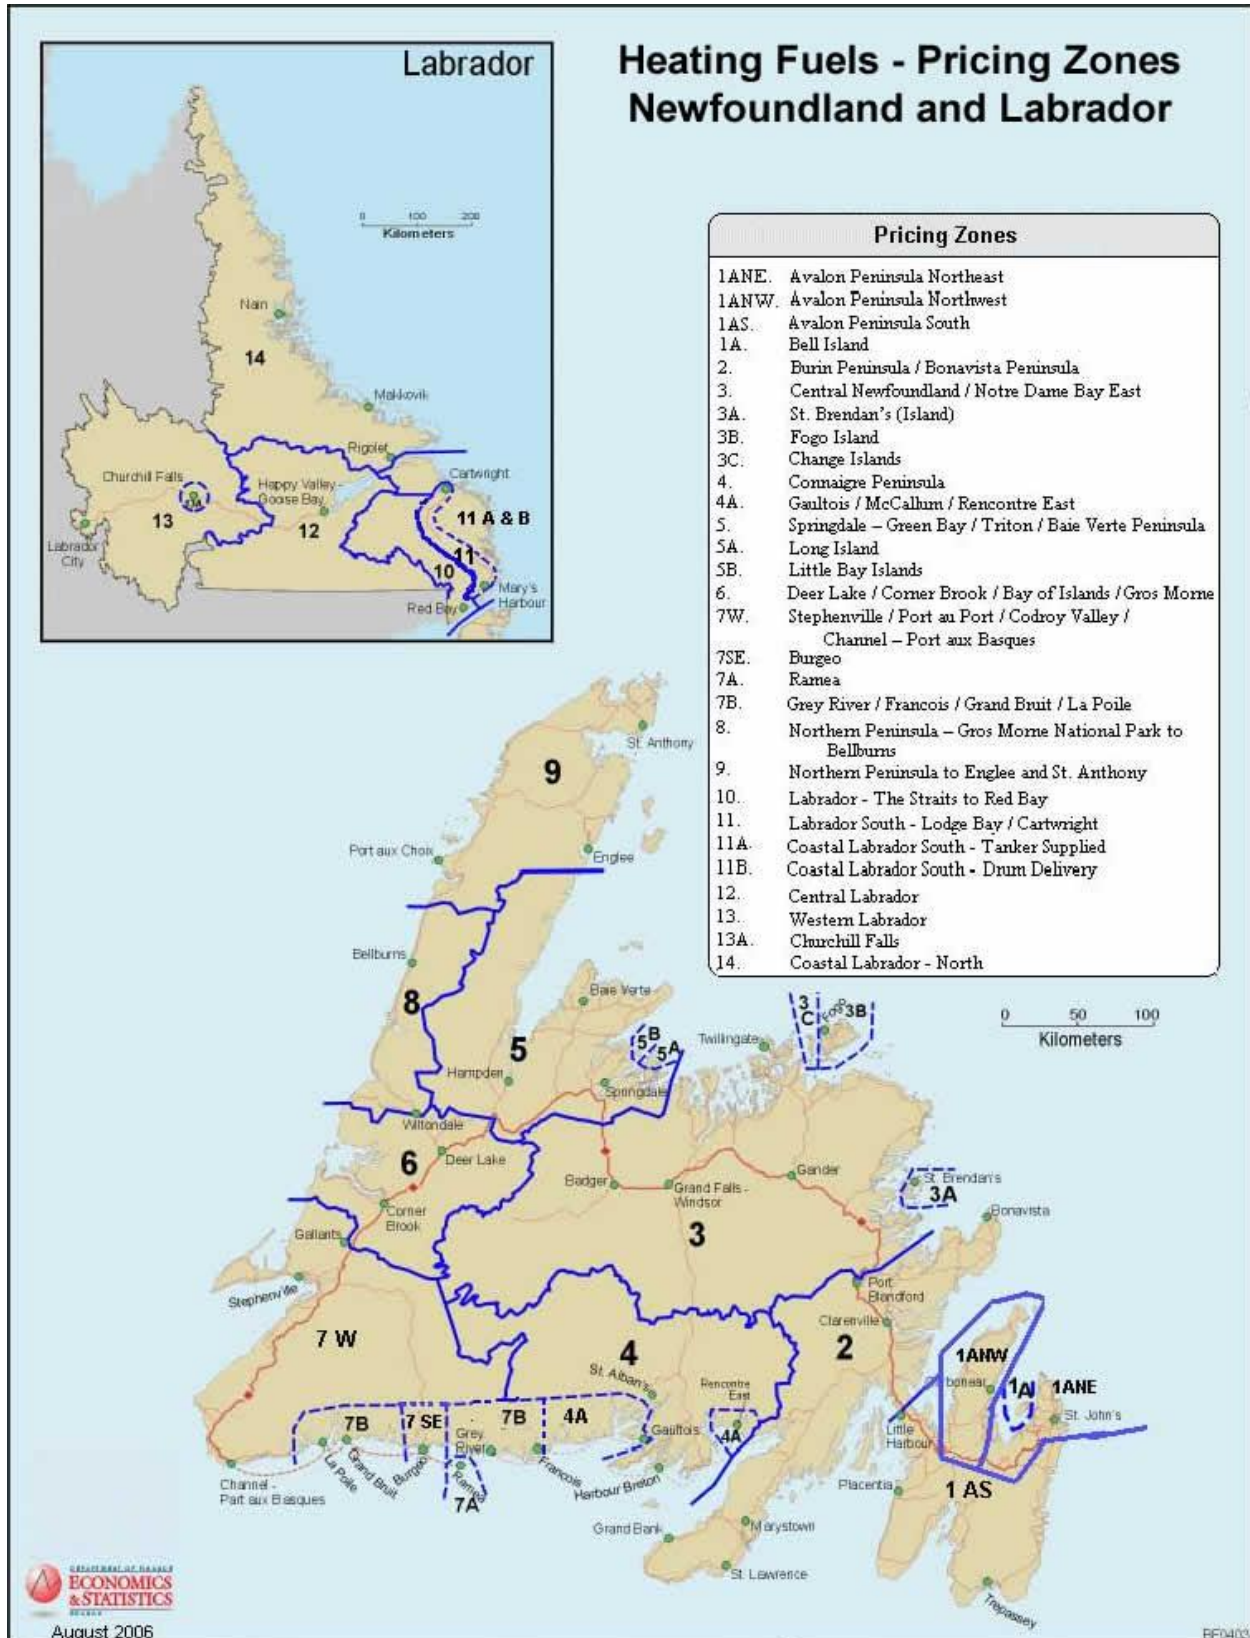 Heating Fuels - Pricing Zones
Newfoundland and Labrador
Labrador
0 100 200
Kilometers
Nain
14
Makkovik
Rigolet
Cartwright
Churchill Falls
13
Happy Valley -
Goose Bay
12
11 A & B
11
10
Labrador
City
Mary's
Harbour
Red Bay
Pricing Zones
1ANE. Avalon Peninsula Northeast
1ANW. Avalon Peninsula Northwest
1AS. Avalon Peninsula South
1A. Bell Island
2. Burin Peninsula / Bonavista Peninsula
3. Central Newfoundland / Notre Dame Bay East
3A. St. Brendan's (Island)
3B. Fogo Island
3C. Change Islands
4. Connaigre Peninsula
4A. Gaultois / McCallum / Rencontre East
5. Springdale – Green Bay / Triton / Baie Verte Peninsula
5A. Long Island
5B. Little Bay Islands
6. Deer Lake / Corner Brook / Bay of Islands / Gros Morne
7W. Stephenville / Port au Port / Codroy Valley /
Channel – Port aux Basques
7SE. Burgeo
7A. Ramea
7B. Grey River / Francois / Grand Bruit / La Poile
8. Northern Peninsula – Gros Morne National Park to
Bellburns
9. Northern Peninsula to Englee and St. Anthony
10. Labrador - The Straits to Red Bay
11. Labrador South - Lodge Bay / Cartwright
11A. Coastal Labrador South - Tanker Supplied
11B. Coastal Labrador South - Drum Delivery
12. Central Labrador
13. Western Labrador
13A. Churchill Falls
14. Coastal Labrador - North
St. Anthony
9
Port aux Choix
Englee
Bellburns
8
Baie Verte
5
5B
5A
Hampden
Springdale
Twillingate
3
C
Fogo
3B
0 50 100
Kilometers
Wiltondale
6
Deer Lake
Badger
Grand Falls -
Windsor
Gander
St. Brendan's
3A
Corner
Brook
Gallants
3
Bonavista
Stephenville
Port
Blandford
Clarenville
7 W
4
2
1ANW
1A
1ANE
St. Alban's
Rencontre
East
St. John's
7B
7 SE
7B
4A
4A
Grey
River
Gaultois
Little
Harbour
La Poile
Grand Bruit
Burgeo
Ramea
Francois
Harbour Breton
7A
Channel -
Port aux Basques
Placentia
1 AS
Grand Bank
Marystown
St. Lawrence
Trepassey
ECONOMICS
& STATISTICS
August 2006